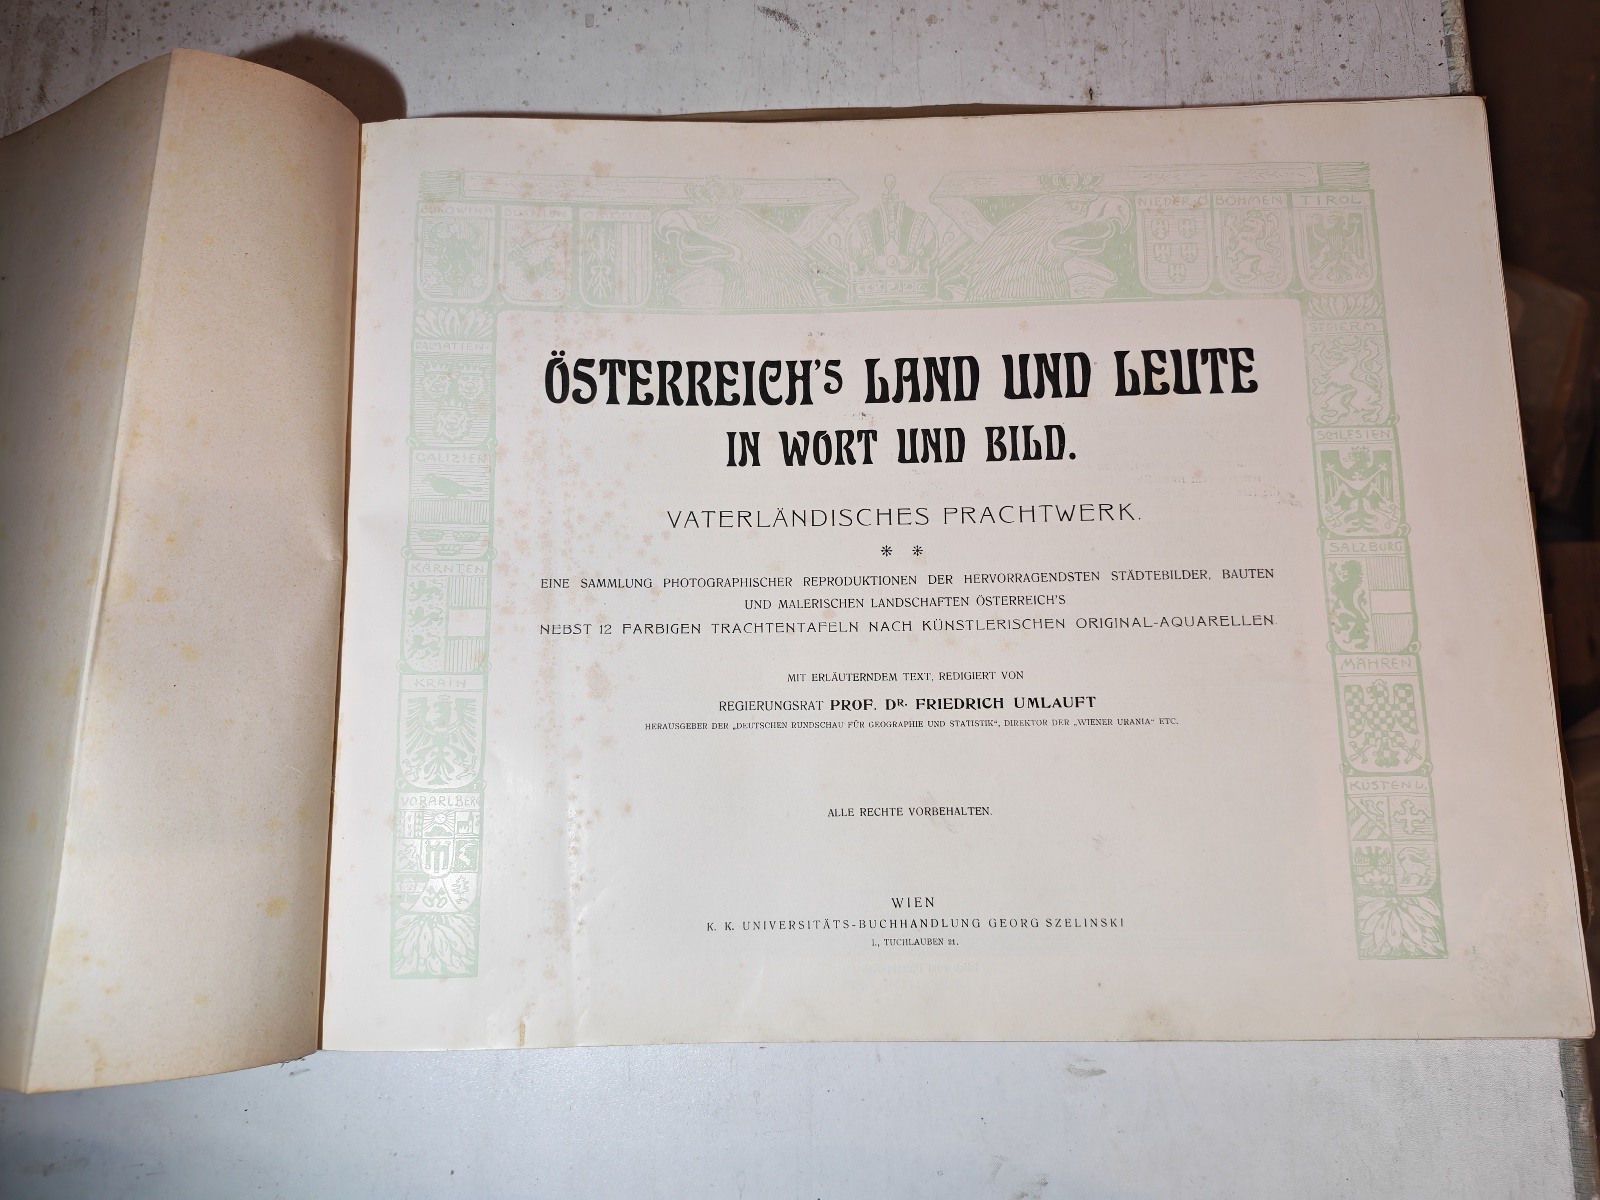 BUKOWINA
BOSNIEN
NIEDER.Ö
BÖHMEN
TIROL
DALMATIEN
GALIZIEN
KÄRNTEN
KRAIN
VORARLBERG
STEIERM.
SCHLESIEN
SALZBURG
MÄHREN
KÜSTENL.
ÖSTERREICH'S LAND UND LEUTE
IN WORT UND BILD.
VATERLÄNDISCHES PRACHTWERK.
* *
EINE SAMMLUNG PHOTOGRAPHISCHER REPRODUKTIONEN DER HERVORRAGENDSTEN STÄDTEBILDER, BAUTEN
UND MALERISCHEN LANDSCHAFTEN ÖSTERREICH'S
NEBST 12 FARBIGEN TRACHTENTAFELN NACH KÜNSTLERISCHEN ORIGINAL-AQUARELLEN.
MIT ERLÄUTERNDEM TEXT, REDIGIERT VON
REGIERUNGSRAT PROF. DR. FRIEDRICH UMLAUFT
HERAUSGEBER DER „DEUTSCHEN RUNDSCHAU FÜR GEOGRAPHIE UND STATISTIK“, DIREKTOR DER „WIENER URANIA“ ETC.
ALLE RECHTE VORBEHALTEN.
WIEN
K. K. UNIVERSITÄTS-BUCHHANDLUNG GEORG SZELINSKI
I., TUCHLAUBEN 21.